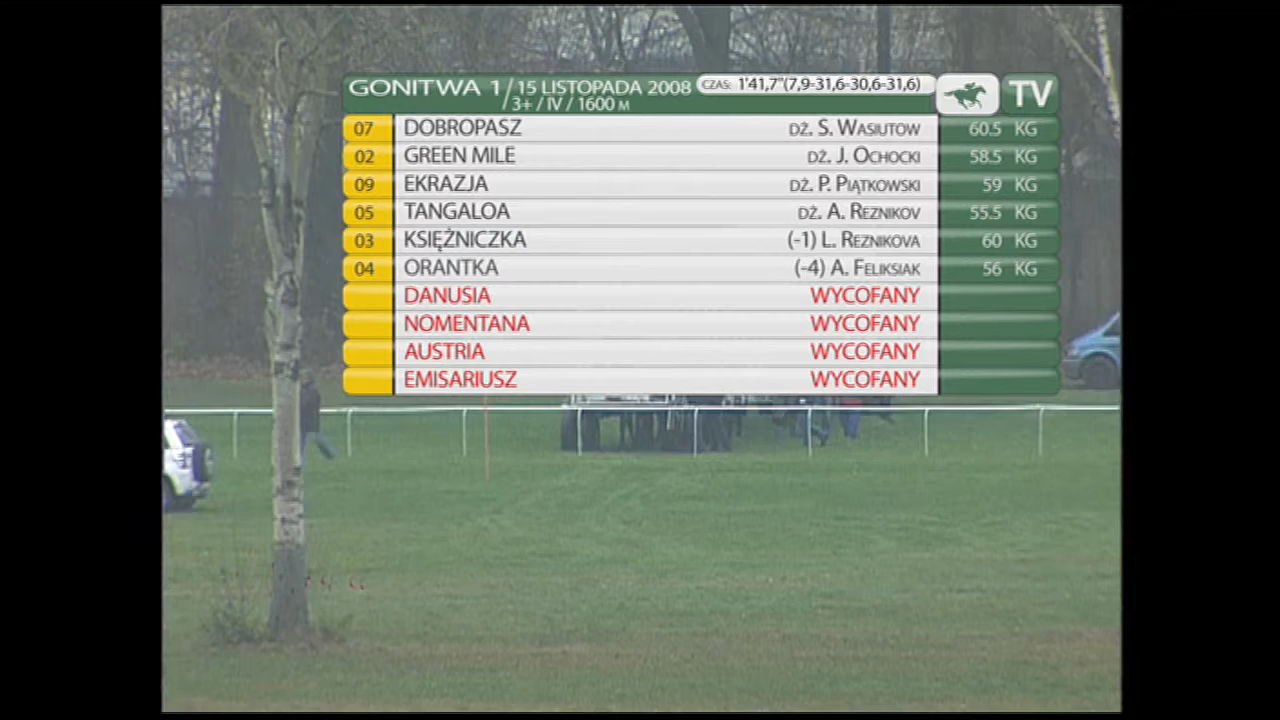 GONITWA 1 / 15 LISTOPADA 2008 CZAS: 1'41,7"(7,9-31,6-30,6-31,6) TV
3+ / IV / 1600 M
07 DOBROPASZ DŻ. S. WASIUTOW 60.5 KG
02 GREEN MILE DŻ. J. OCHOCKI 58.5 KG
09 EKRAZJA DŻ. P. PIĄTKOWSKI 59 KG
05 TANGALOA DŻ. A. REZNIKOV 55.5 KG
03 KSIĘŻNICZKA (-1) L. REZNIKOVA 60 KG
04 ORANTKA (-4) A. FELIKSIAK 56 KG
DANUSIA WYCOFANY
NOMENTANA WYCOFANY
AUSTRIA WYCOFANY
EMISARIUSZ WYCOFANY